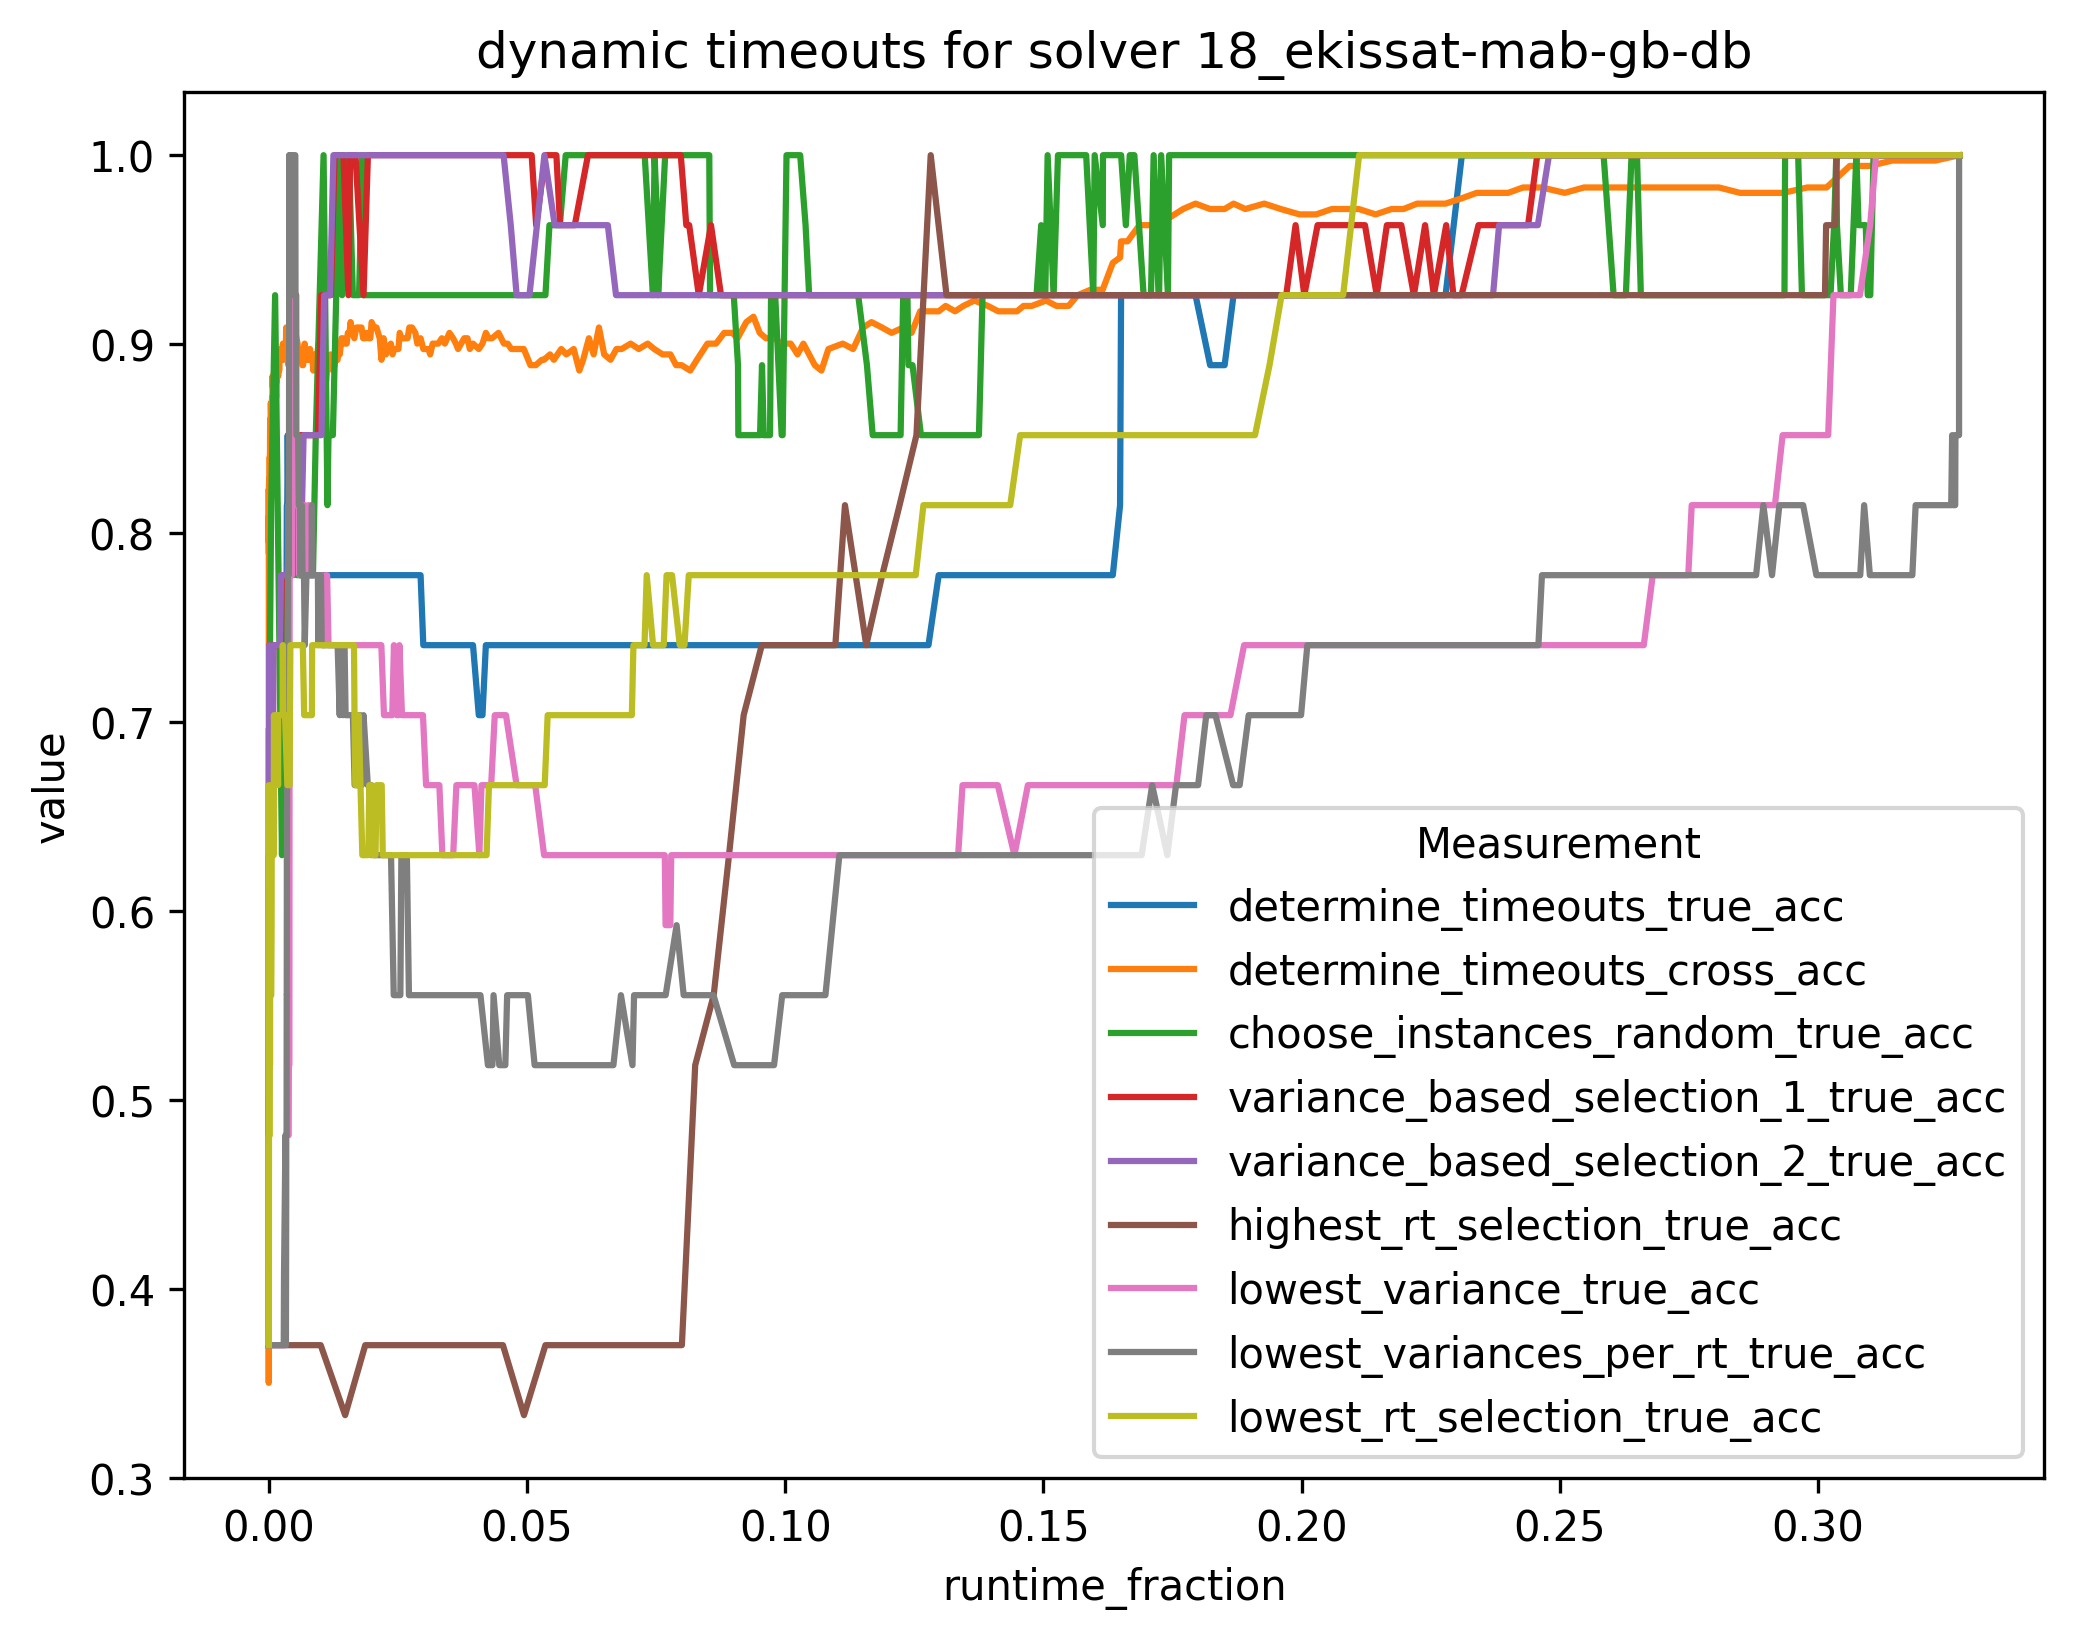 dynamic timeouts for solver 18_ekissat-mab-gb-db
value
1.0
0.9
0.8
0.7
0.6
0.5
0.4
0.3
Measurement
determine_timeouts_true_acc
determine_timeouts_cross_acc
choose_instances_random_true_acc
variance_based_selection_1_true_acc
variance_based_selection_2_true_acc
highest_rt_selection_true_acc
lowest_variance_true_acc
lowest_variances_per_rt_true_acc
lowest_rt_selection_true_acc
0.00 0.05 0.10 0.15 0.20 0.25 0.30
runtime_fraction